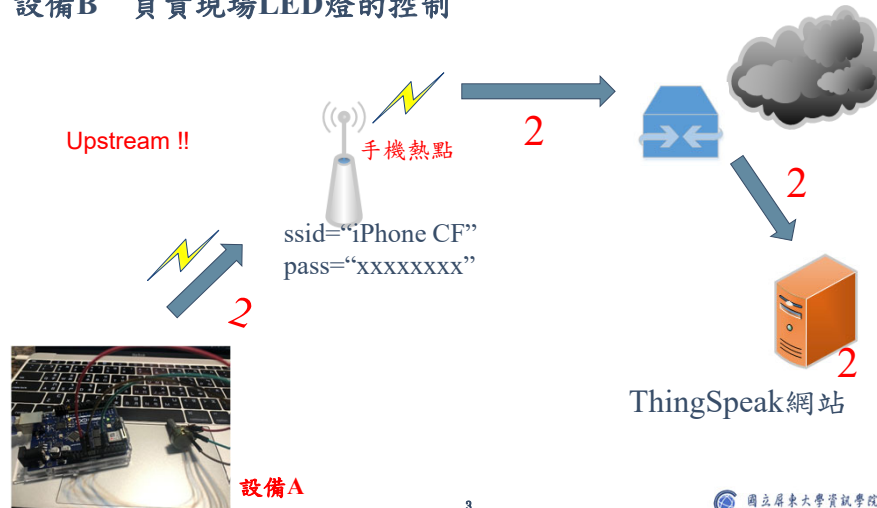 設備B 負責現場LED燈的控制
Upstream !!
手機熱點
2
2
ssid=“iPhone CF”
pass=“xxxxxxxx”
2
2
ThingSpeak網站
設備A
3
國立屏東大學資訊學院